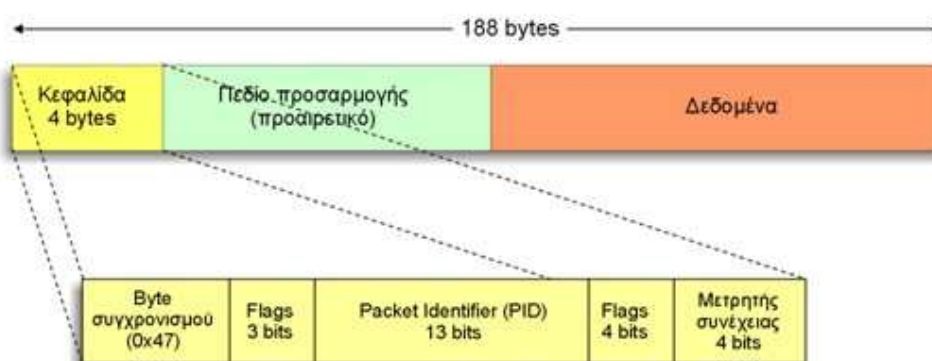 188 bytes
Κεφαλίδα
4 bytes
Πεδίο προσαρμογής
(προαιρετικό)
Δεδομένα
Byte
συγχρονισμού
(0x47)
Flags
3 bits
Packet Identifier (PID)
13 bits
Flags
4 bits
Μετρητής
συνέχειας
4 bits